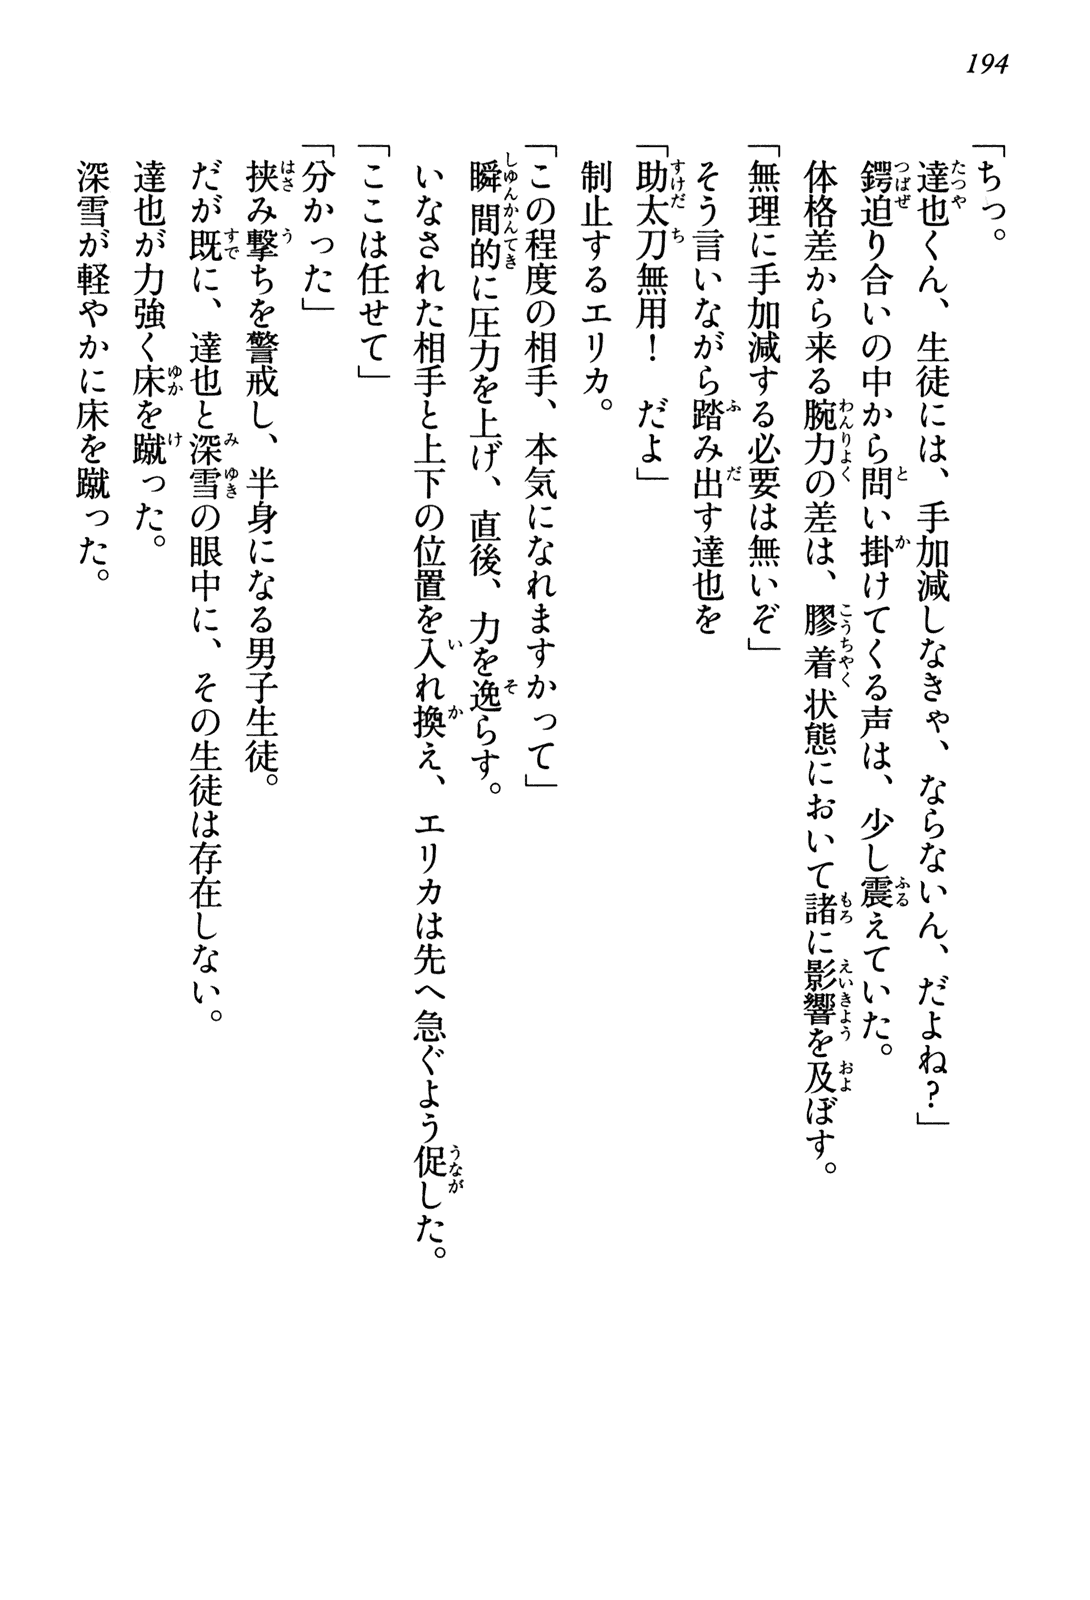 194
「ちっ。
達也くん、生徒には、手加減しなきゃ、ならないん、だよね?」
鍔迫り合いの中から問い掛けてくる声は、少し震えていた。
体格差から来る腕力の差は、膠着状態において諸に影響を及ぼす。
「無理に手加減する必要は無いぞ」
そう言いながら踏み出す達也を
「助太刀無用! だよ」
制止するエリカ。
「この程度の相手、本気になれますかって」
瞬間的に圧力を上げ、直後、力を逸らす。
いなされた相手と上下の位置を入れ換え、エリカは先へ急ぐよう促した。
「ここは任せて」
「分かった」
挟み撃ちを警戒し、半身になる男子生徒。
だが既に、達也と深雪の眼中に、その生徒は存在しない。
達也が力強く床を蹴った。
深雪が軽やかに床を蹴った。